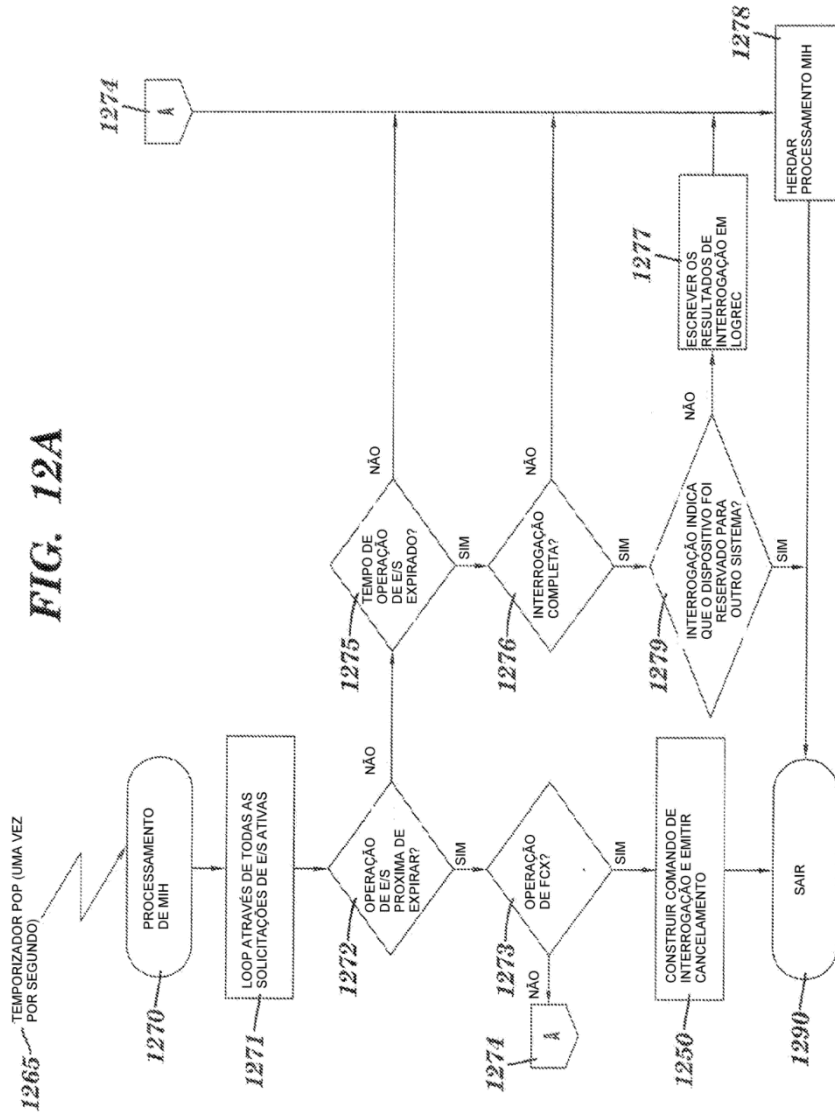 FIG. 12A
1265
TEMPORIZADOR POP (UMA VEZ
POR SEGUNDO)
1270
PROCESSAMENTO
DE MIH
1271
LOOP ATRAVÉS DE TODAS AS
SOLICITAÇÕES DE E/S ATIVAS
1272
OPERAÇÃO
DE E/S
PROXIMA DE
EXPIRAR?
NÃO
SIM
1273
OPERAÇÃO
DE FCX?
NÃO
SIM
1274
A
1250
CONSTRUIR COMANDO DE
INTERROGAÇÃO E EMITIR
CANCELAMENTO
1290
SAIR
1275
TEMPO DE
OPERAÇÃO
DE E/S
EXPIRADO?
NÃO
SIM
1276
INTERROGAÇÃO
COMPLETA?
NÃO
SIM
1279
INTERROGAÇÃO INDICA
QUE O DISPOSITIVO FOI
RESERVADO PARA
OUTRO SISTEMA?
NÃO
SIM
1277
ESCREVER OS
RESULTADOS DE
INTERROGAÇÃO EM
LOGREC
1274
A
1278
HERDAR
PROCESSAMENTO MIH